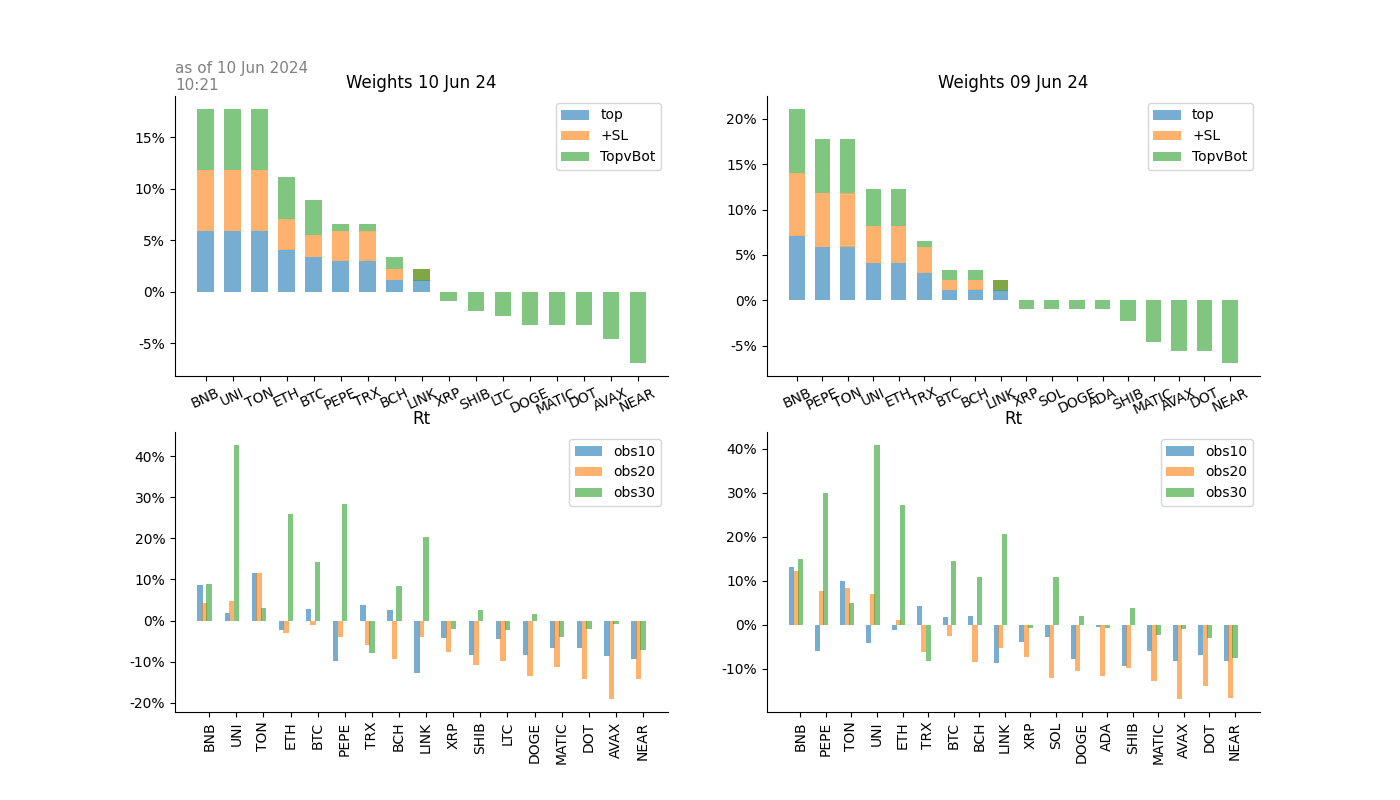 as of 10 Jun 2024
10:21
Weights 10 Jun 24
15%
10%
5%
0%
-5%
top
+SL
TopvBot
BNB UNI TON ETH BTC PEPE TRX BCH LINK XRP SHIB LTC DOGE MATIC DOT AVAX NEAR
Weights 09 Jun 24
20%
15%
10%
5%
0%
-5%
top
+SL
TopvBot
BNB PEPE TON UNI ETH TRX BTC BCH LINK XRP SOL DOGE ADA SHIB MATIC AVAX DOT NEAR
Rt
40%
30%
20%
10%
0%
-10%
-20%
obs10
obs20
obs30
BNB UNI TON ETH BTC PEPE TRX BCH LINK XRP SHIB LTC DOGE MATIC DOT AVAX NEAR
Rt
40%
30%
20%
10%
0%
-10%
obs10
obs20
obs30
BNB PEPE TON UNI ETH TRX BTC BCH LINK XRP SOL DOGE ADA SHIB MATIC AVAX DOT NEAR